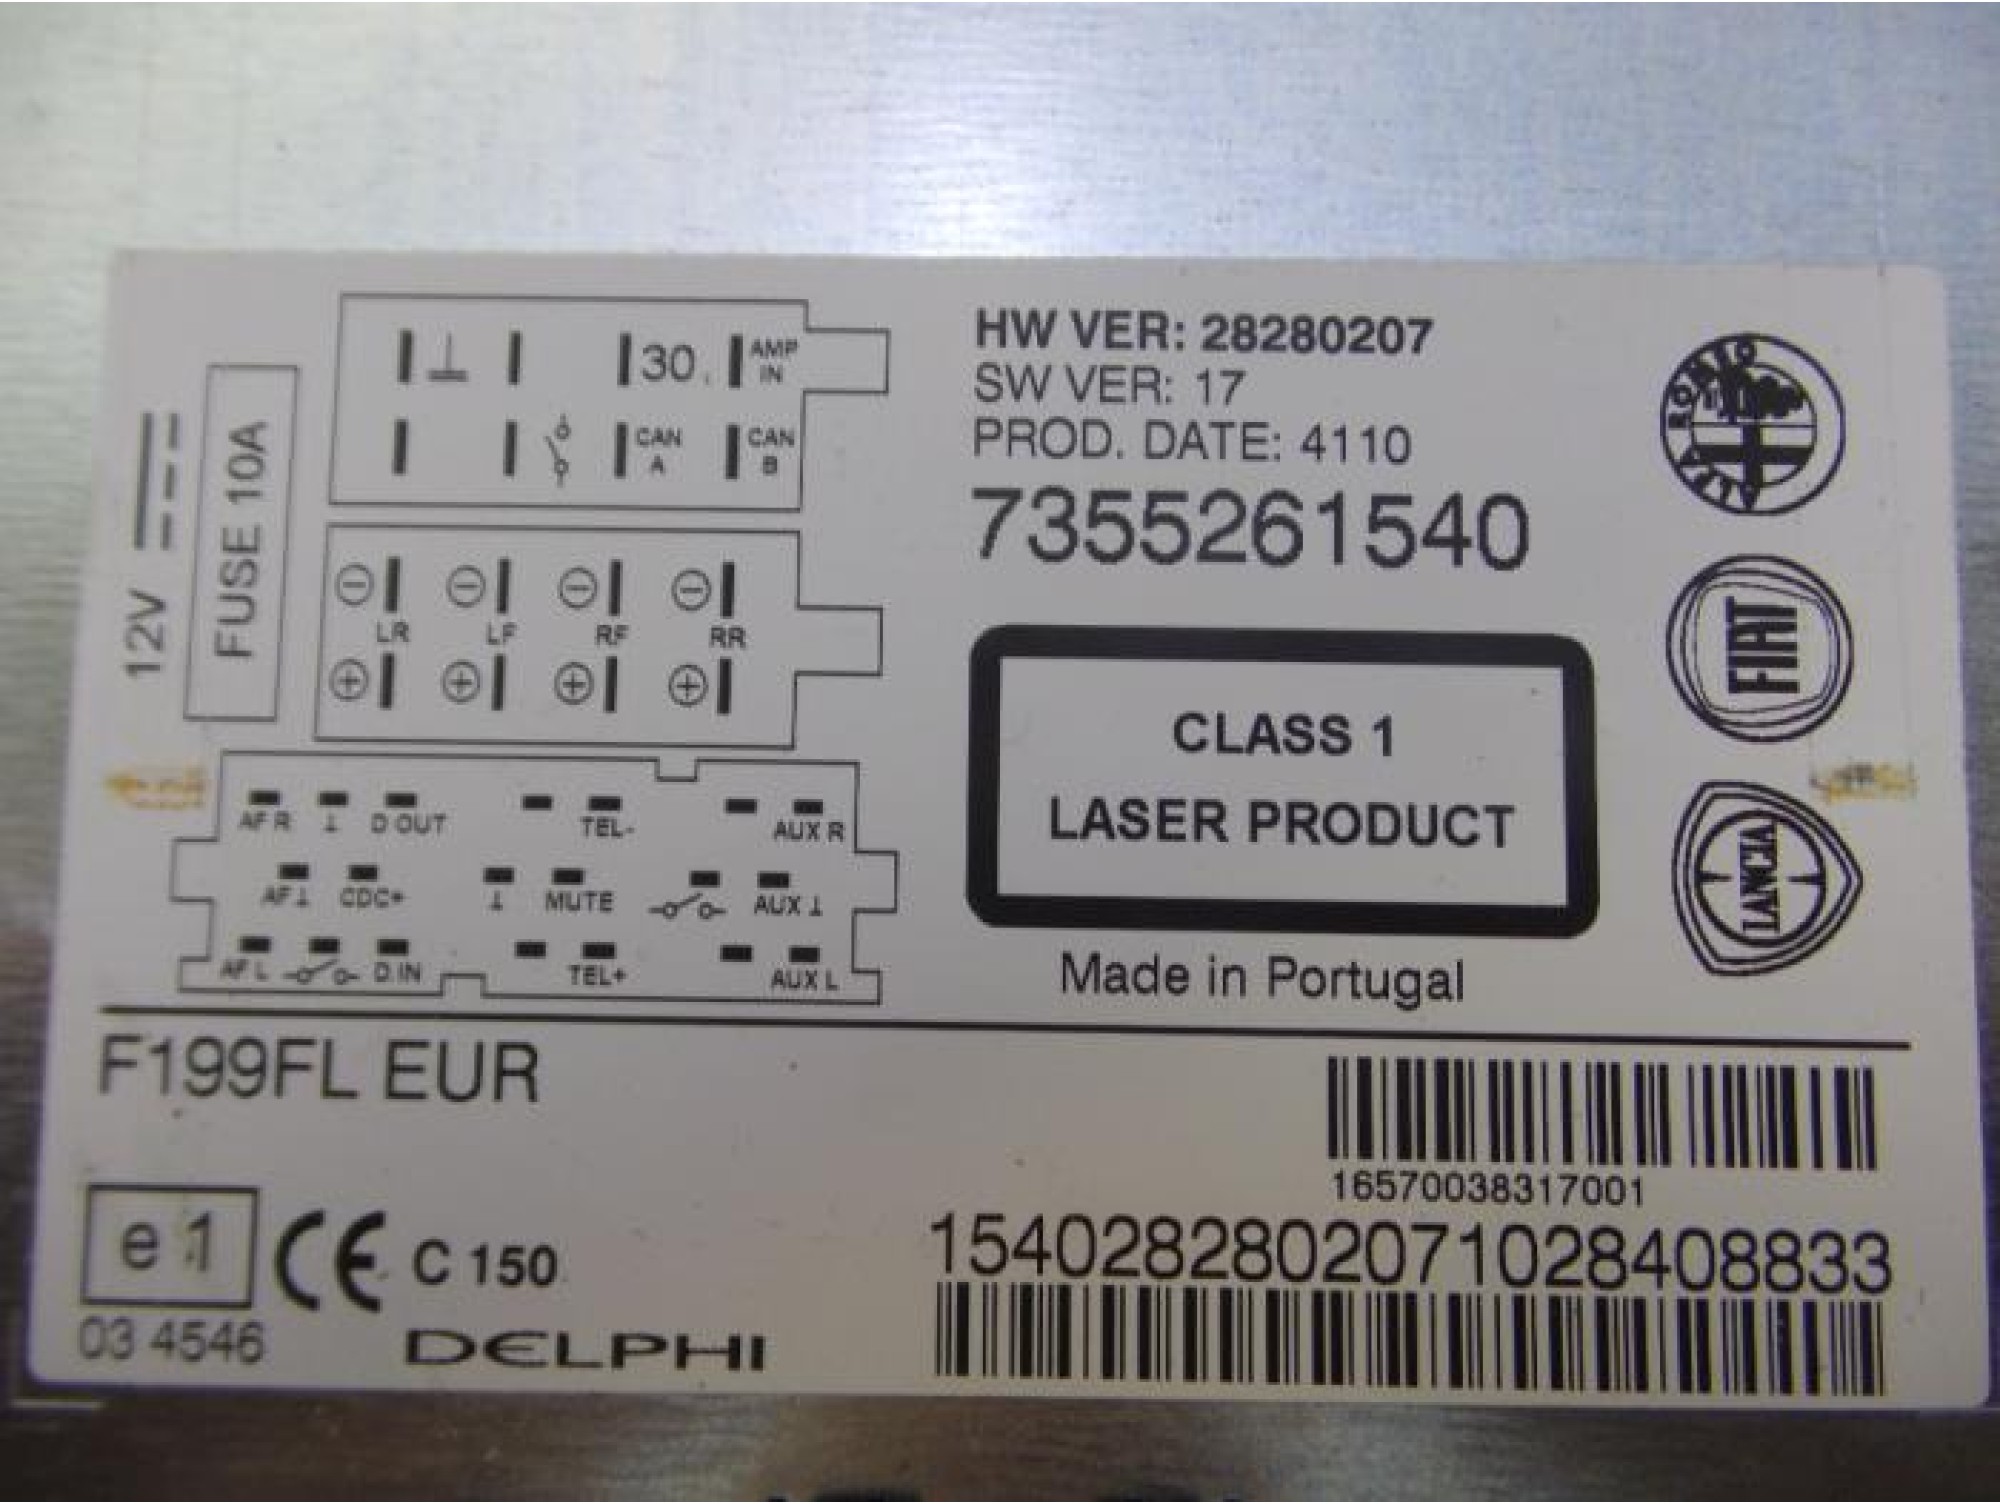 12V
FUSE 10A
30 AMP IN
CAN A CAN B
LR LF RF RR
AF R D OUT TEL- AUX R
AF CDC+ MUTE AUX
AF L D.IN TEL+ AUX L
HW VER: 28280207
SW VER: 17
PROD. DATE: 4110
7355261540
CLASS 1
LASER PRODUCT
Made in Portugal
ALFA ROMEO
FIAT
LANCIA
F199FL EUR
16570038317001
1540282802071028408833
e1 CE C 150
03 4546
DELPHI